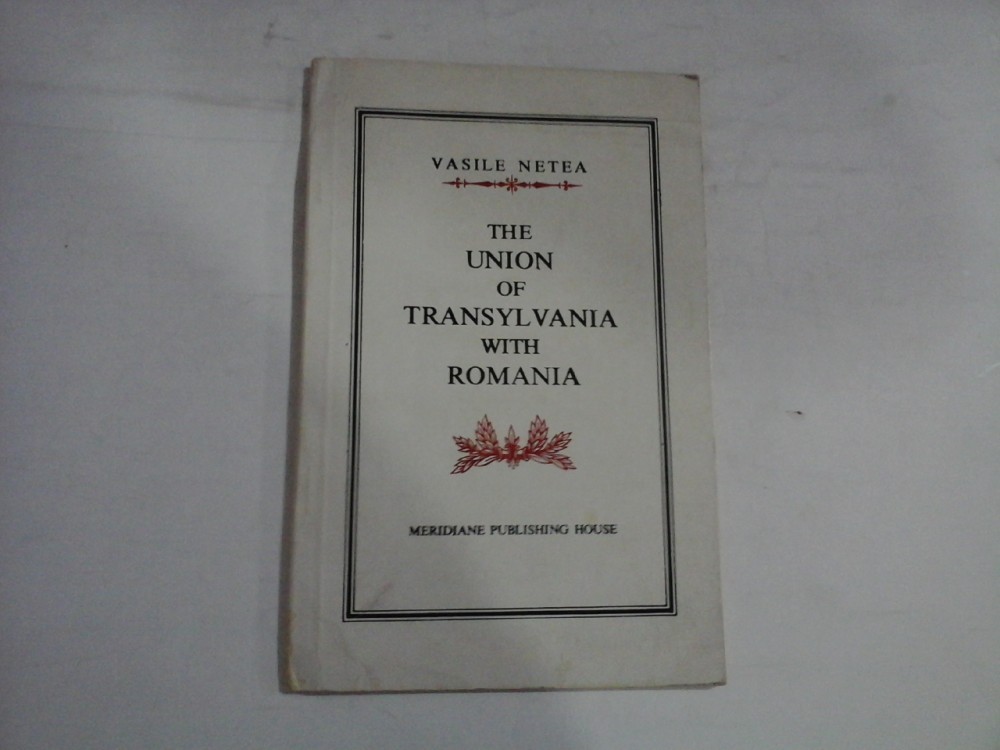 VASILE NETEA
THE
UNION
OF
TRANSYLVANIA
WITH
ROMANIA
MERIDIANE PUBLISHING HOUSE